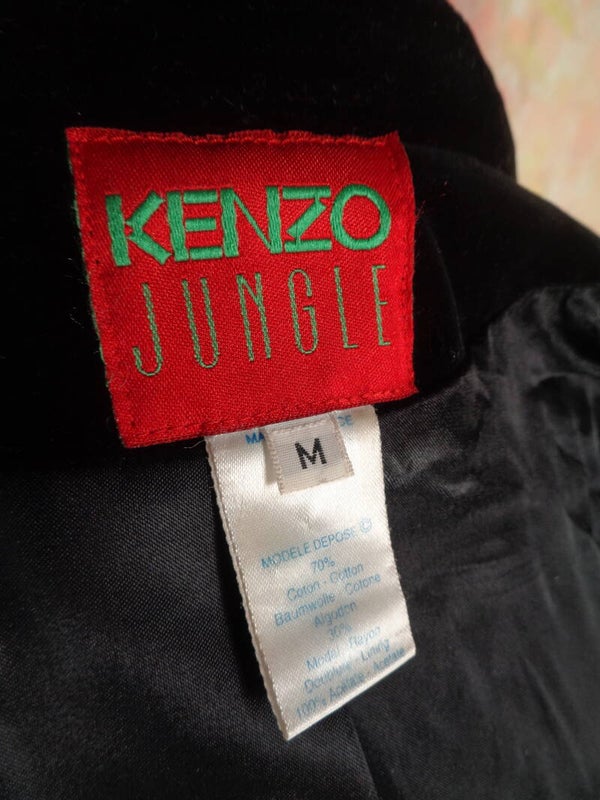 KENZO
JUNGLE
M
MODELE DEPOSE ©
70%
Coton - Cotton
Baumwolle Cotone
Algodon
30%
Modal - Rayon
Doublure - Lining
100% Acetate - Acetate